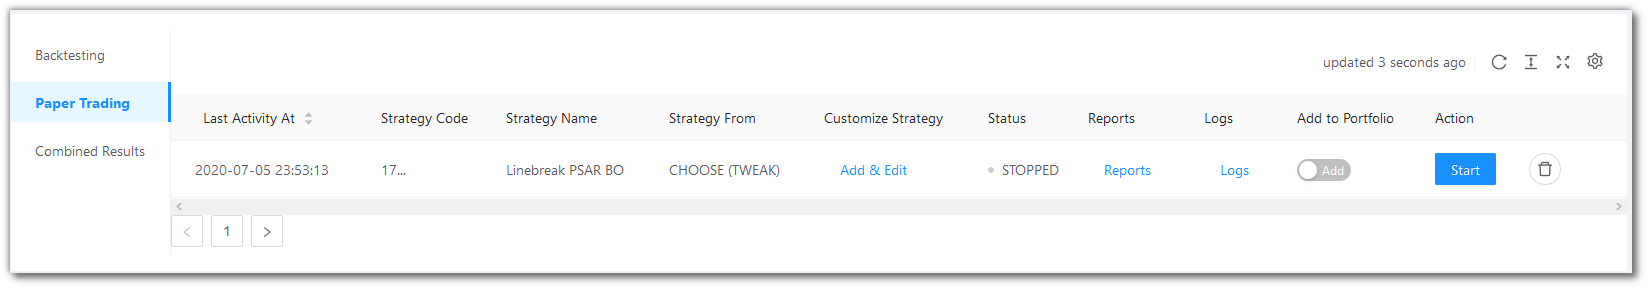 Backtesting
Paper Trading
Combined Results
updated 3 seconds ago
Last Activity At Strategy Code Strategy Name Strategy From Customize Strategy Status Reports Logs Add to Portfolio Action
2020-07-05 23:53:13 17... Linebreak PSAR BO CHOOSE (TWEAK) Add & Edit STOPPED Reports Logs Add Start
< 1 >